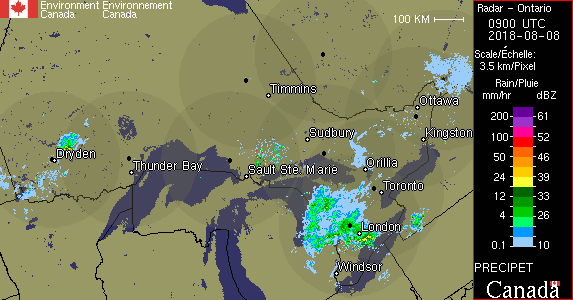 Environment Environnement
Canada Canada
100 KM
Timmins
Ottawa
Sudbury
Kingston
Dryden
Thunder Bay
Sault Ste. Marie
Orillia
Toronto
London
Windsor
Radar - Ontario
0900 UTC
2018-08-08
Scale/Échelle:
3.5 km/Pixel
Rain/Pluie
mm/hr dBZ
200 61
100 52
50 46
24 39
12 33
4 26
0.1 10
PRECIPET
Canada